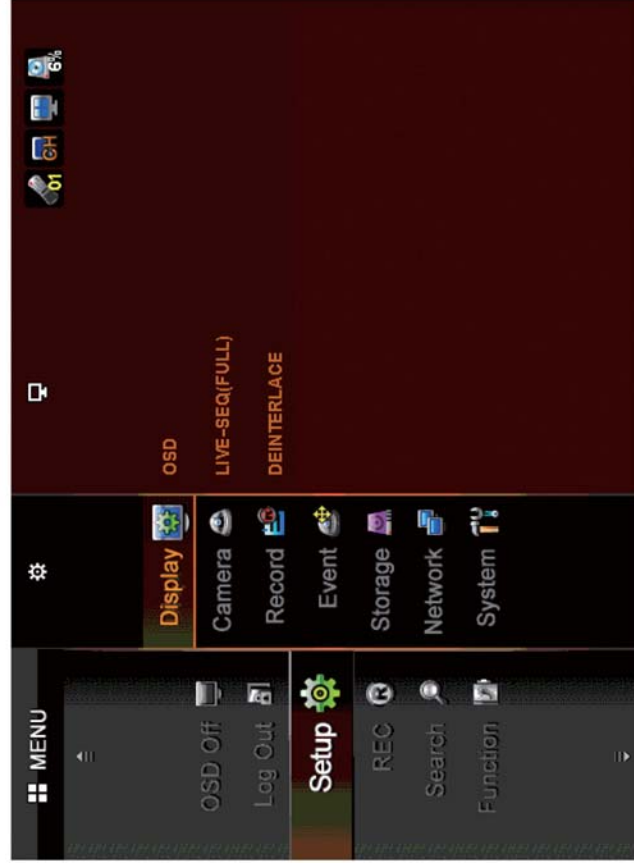 MENU
OSD Off
Log Out
Setup
REC
Search
Function
Display
Camera
Record
Event
Storage
Network
System
OSD
LIVE-SEQ(FULL)
DEINTERLACE
01
CH
6%